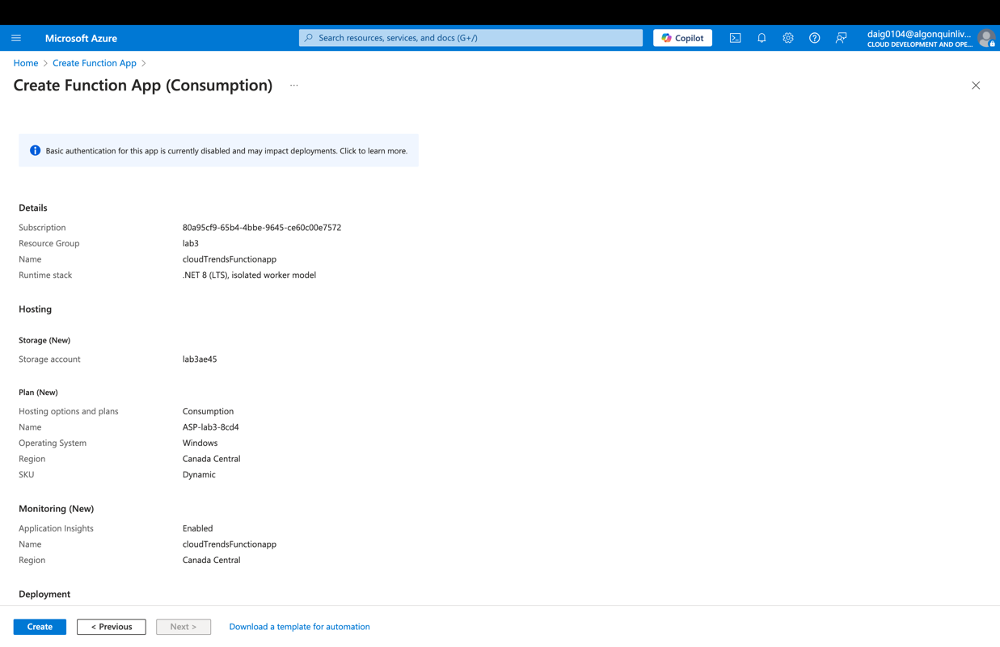 Microsoft Azure
Search resources, services, and docs (G+/)
Copilot
daig0104@algonquinliv...
CLOUD DEVELOPMENT AND OPE...
Home > Create Function App >
Create Function App (Consumption) ...
Basic authentication for this app is currently disabled and may impact deployments. Click to learn more.
Details
Subscription 80a95cf9-65b4-4bbe-9645-ce60c00e7572
Resource Group lab3
Name cloudTrendsFunctionapp
Runtime stack .NET 8 (LTS), isolated worker model
Hosting
Storage (New)
Storage account lab3ae45
Plan (New)
Hosting options and plans Consumption
Name ASP-lab3-8cd4
Operating System Windows
Region Canada Central
SKU Dynamic
Monitoring (New)
Application Insights Enabled
Name cloudTrendsFunctionapp
Region Canada Central
Deployment
Create < Previous Next > Download a template for automation